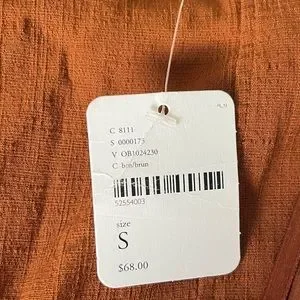 C 8111
S 0000173
V OB1024230
C brn/brun
52554003
size
S
$68.00